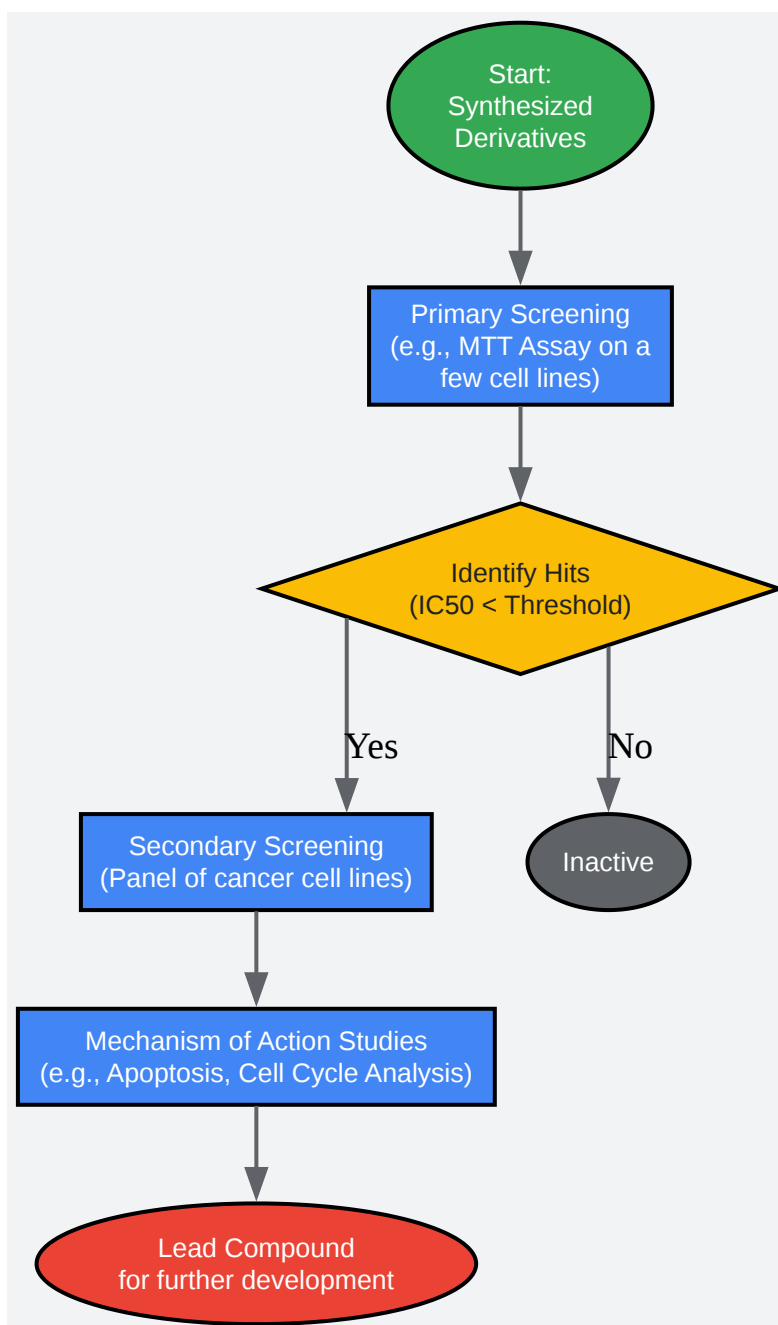 Start:
Synthesized
Derivatives
Primary Screening
(e.g., MTT Assay on a
few cell lines)
Identify Hits
(IC50 < Threshold)
Yes
No
Secondary Screening
(Panel of cancer cell lines)
Inactive
Mechanism of Action Studies
(e.g., Apoptosis, Cell Cycle Analysis)
Lead Compound
for further development